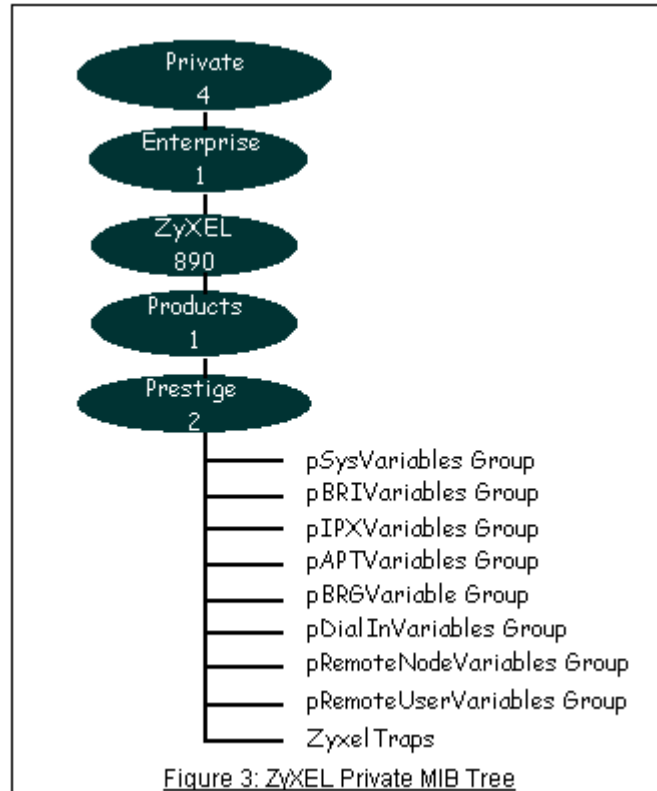 Private
4
Enterprise
1
ZyXEL
890
Products
1
Prestige
2
pSysVariables Group
pBRIVariables Group
pIPXVariables Group
pAPTVariables Group
pBRGVariable Group
pDialInVariables Group
pRemoteNodeVariables Group
pRemoteUserVariables Group
ZyxelTraps
Figure 3: ZyXEL Private MIB Tree